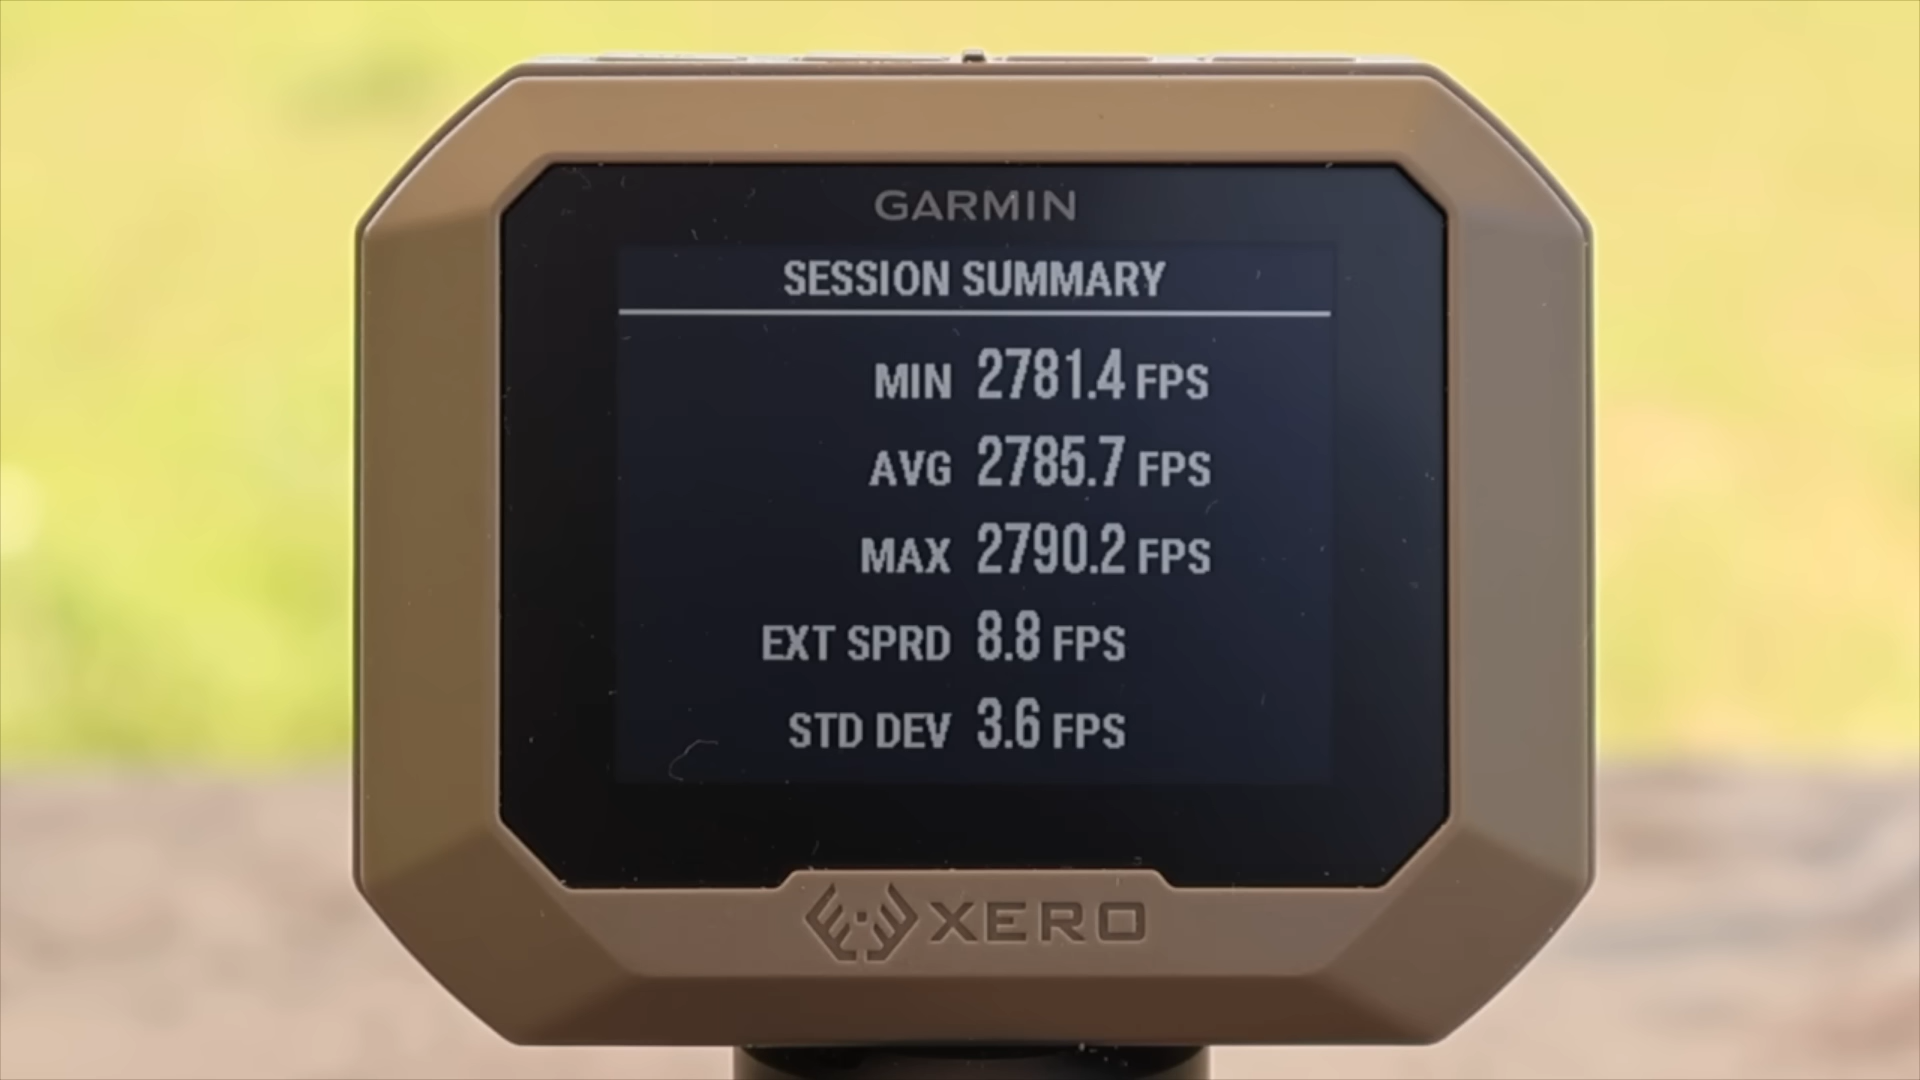 GARMIN
SESSION SUMMARY
MIN 2781.4 FPS
AVG 2785.7 FPS
MAX 2790.2 FPS
EXT SPRD 8.8 FPS
STD DEV 3.6 FPS
XERO